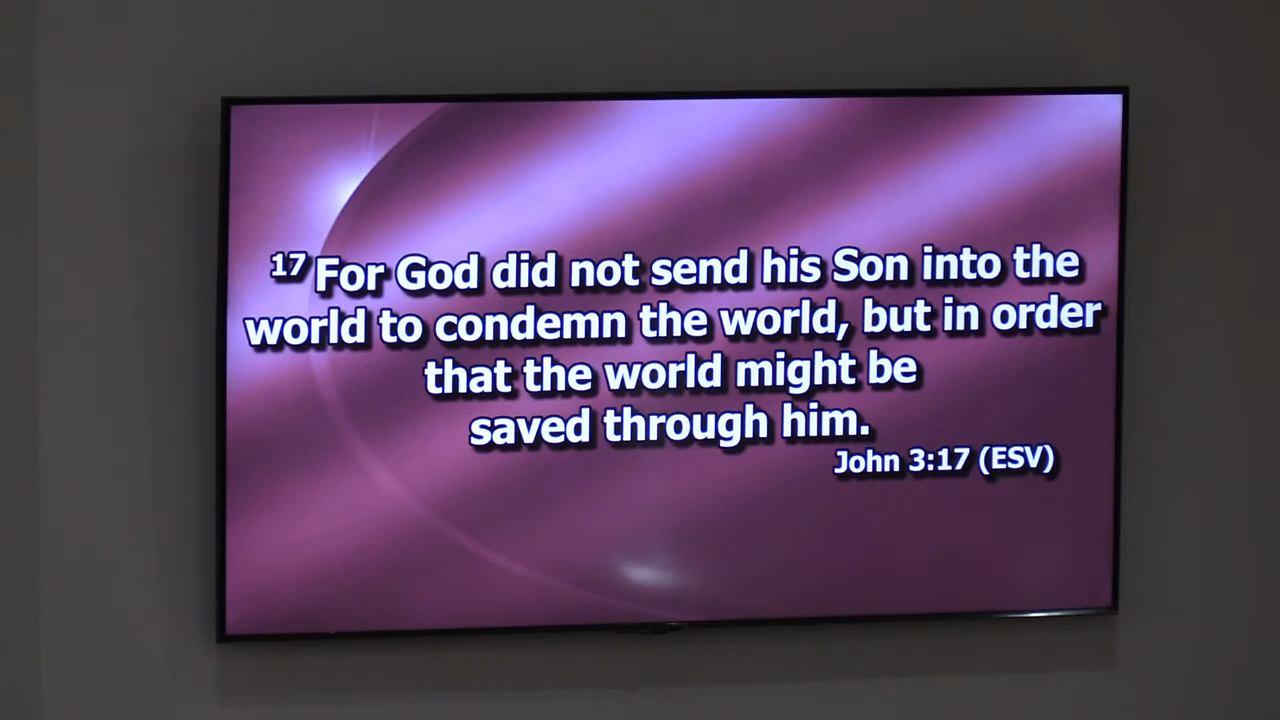 17 For God did not send his Son into the
world to condemn the world, but in order
that the world might be
saved through him.
John 3:17 (ESV)